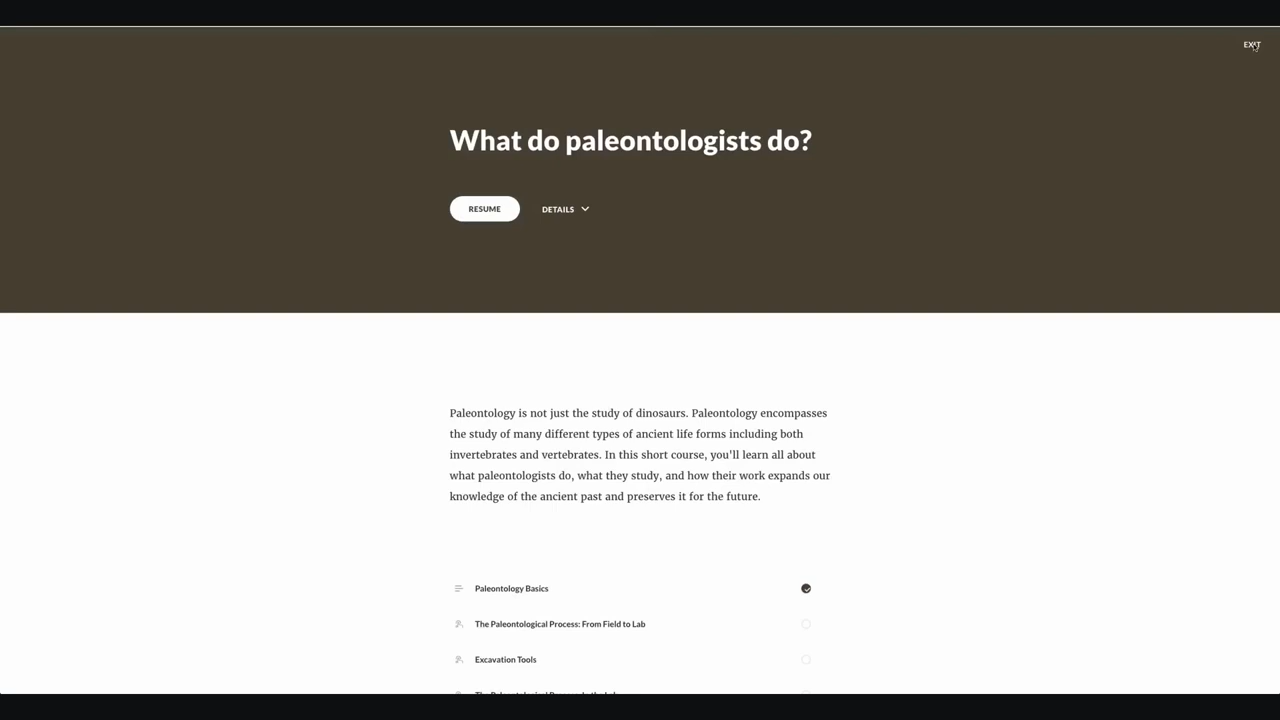 EXIT
What do paleontologists do?
RESUME DETAILS
Paleontology is not just the study of dinosaurs. Paleontology encompasses
the study of many different types of ancient life forms including both
invertebrates and vertebrates. In this short course, you'll learn all about
what paleontologists do, what they study, and how their work expands our
knowledge of the ancient past and preserves it for the future.
Paleontology Basics
The Paleontological Process: From Field to Lab
Excavation Tools